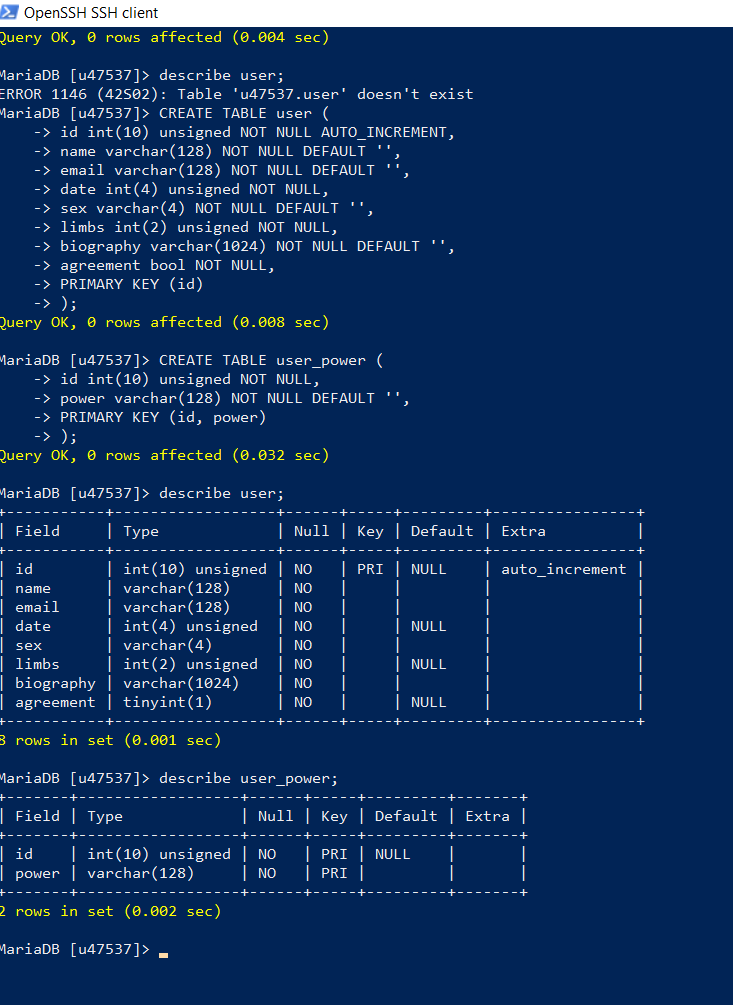 OpenSSH SSH client
Query OK, 0 rows affected (0.004 sec)
MariaDB [u47537]> describe user;
ERROR 1146 (42S02): Table 'u47537.user' doesn't exist
MariaDB [u47537]> CREATE TABLE user (
    -> id int(10) unsigned NOT NULL AUTO_INCREMENT,
    -> name varchar(128) NOT NULL DEFAULT '',
    -> email varchar(128) NOT NULL DEFAULT '',
    -> date int(4) unsigned NOT NULL,
    -> sex varchar(4) NOT NULL DEFAULT '',
    -> limbs int(2) unsigned NOT NULL,
    -> biography varchar(1024) NOT NULL DEFAULT '',
    -> agreement bool NOT NULL,
    -> PRIMARY KEY (id)
    -> );
Query OK, 0 rows affected (0.008 sec)
MariaDB [u47537]> CREATE TABLE user_power (
    -> id int(10) unsigned NOT NULL,
    -> power varchar(128) NOT NULL DEFAULT '',
    -> PRIMARY KEY (id, power)
    -> );
Query OK, 0 rows affected (0.032 sec)
MariaDB [u47537]> describe user;
+-----------+------------------+------+-----+---------+----------------+
| Field     | Type             | Null | Key | Default | Extra          |
+-----------+------------------+------+-----+---------+----------------+
| id        | int(10) unsigned | NO   | PRI | NULL    | auto_increment |
| name      | varchar(128)     | NO   |     |         |                |
| email     | varchar(128)     | NO   |     |         |                |
| date      | int(4) unsigned  | NO   |     | NULL    |                |
| sex       | varchar(4)       | NO   |     |         |                |
| limbs     | int(2) unsigned  | NO   |     | NULL    |                |
| biography | varchar(1024)    | NO   |     |         |                |
| agreement | tinyint(1)       | NO   |     | NULL    |                |
+-----------+------------------+------+-----+---------+----------------+
8 rows in set (0.001 sec)
MariaDB [u47537]> describe user_power;
+-------+------------------+------+-----+---------+-------+
| Field | Type             | Null | Key | Default | Extra |
+-------+------------------+------+-----+---------+-------+
| id    | int(10) unsigned | NO   | PRI | NULL    |       |
| power | varchar(128)     | NO   | PRI |         |       |
+-------+------------------+------+-----+---------+-------+
2 rows in set (0.002 sec)
MariaDB [u47537]> _